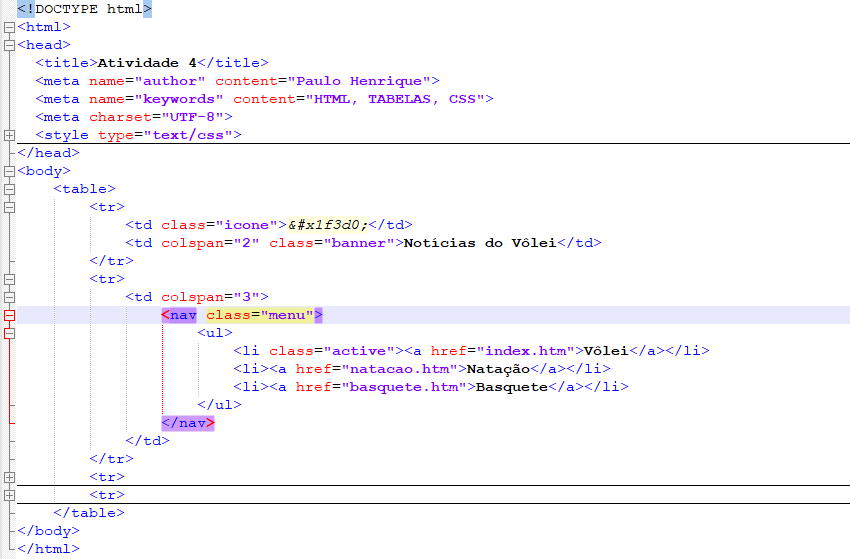 <!DOCTYPE html>
<html>
<head>
<title>Atividade 4</title>
<meta name="author" content="Paulo Henrique">
<meta name="keywords" content="HTML, TABELAS, CSS">
<meta charset="UTF-8">
<style type="text/css">
</head>
<body>
<table>
<tr>
<td class="icone">&#x1f3d0;</td>
<td colspan="2" class="banner">Notícias do Vôlei</td>
</tr>
<tr>
<td colspan="3">
<nav class="menu">
<ul>
<li class="active"><a href="index.htm">Vôlei</a></li>
<li><a href="natacao.htm">Natação</a></li>
<li><a href="basquete.htm">Basquete</a></li>
</ul>
</nav>
</td>
</tr>
<tr>
<tr>
</table>
</body>
</html>